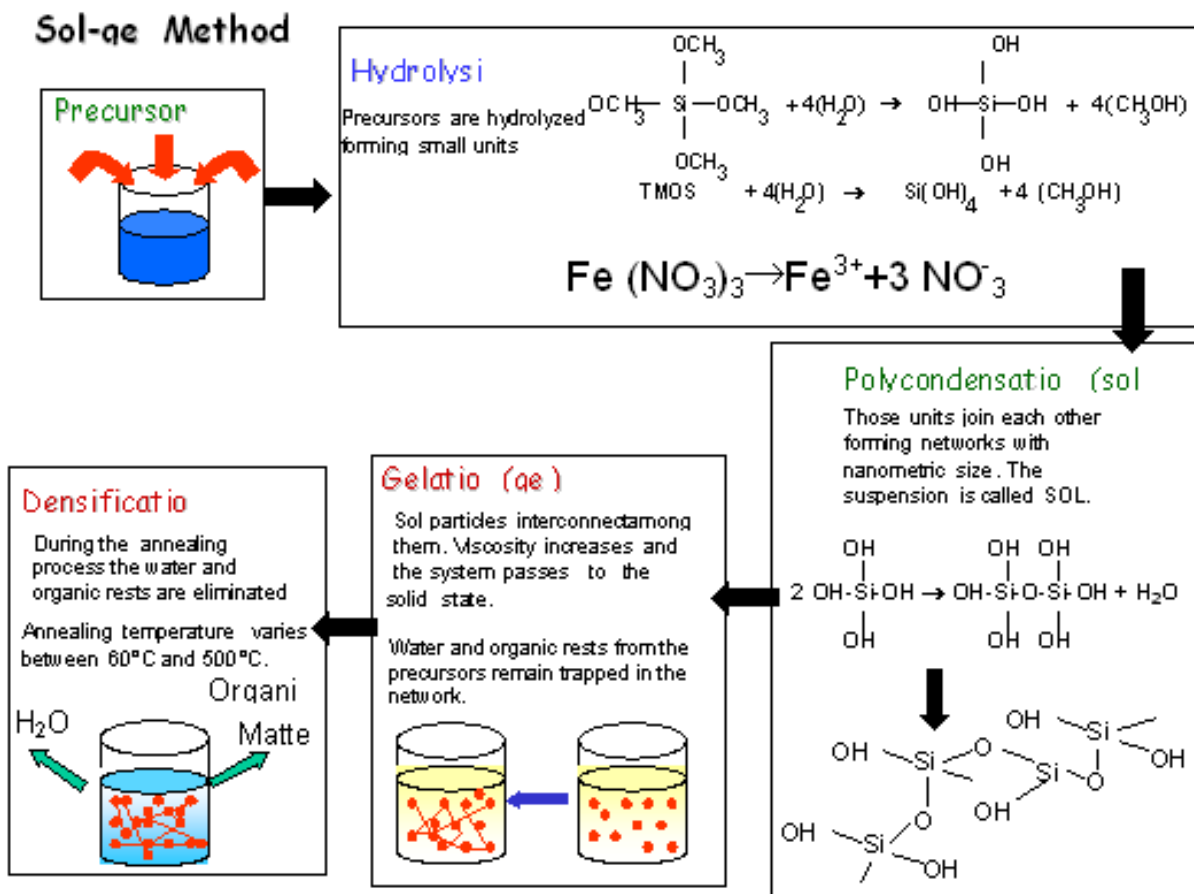 Sol-qe Method
Precursor
Hydrolysi
Precursors are hydrolyzed
forming small units
OCH3
OCH3 Si OCH3 +4(H2O) →
OCH3
OH
OH Si OH + 4(CH3OH)
OH
TMOS +4(H2O) → Si(OH)4 +4 (CH3OH)
Fe (NO3)3→Fe3++3 NO-3
Polycondensatio (sol
Those units join each other
forming networks with
nanometric size. The
suspension is called SOL.
OH OH OH
2 OH-Si-OH → OH-Si-O-Si-OH + H2O
OH OH OH
OH
Si
OH O OH
Si Si O
OH
O
OH
Si
OH
Gelatio (qe )
Sol particles interconnectamong
them. Viscosity increases and
the system passes to the
solid state.
Water and organic rests from the
precursors remain trapped in the
network.
Densificatio
During the annealing
process the water and
organic rests are eliminated
Annealing temperature varies
between 60°C and 500°C.
Orqani
H2O
Matte